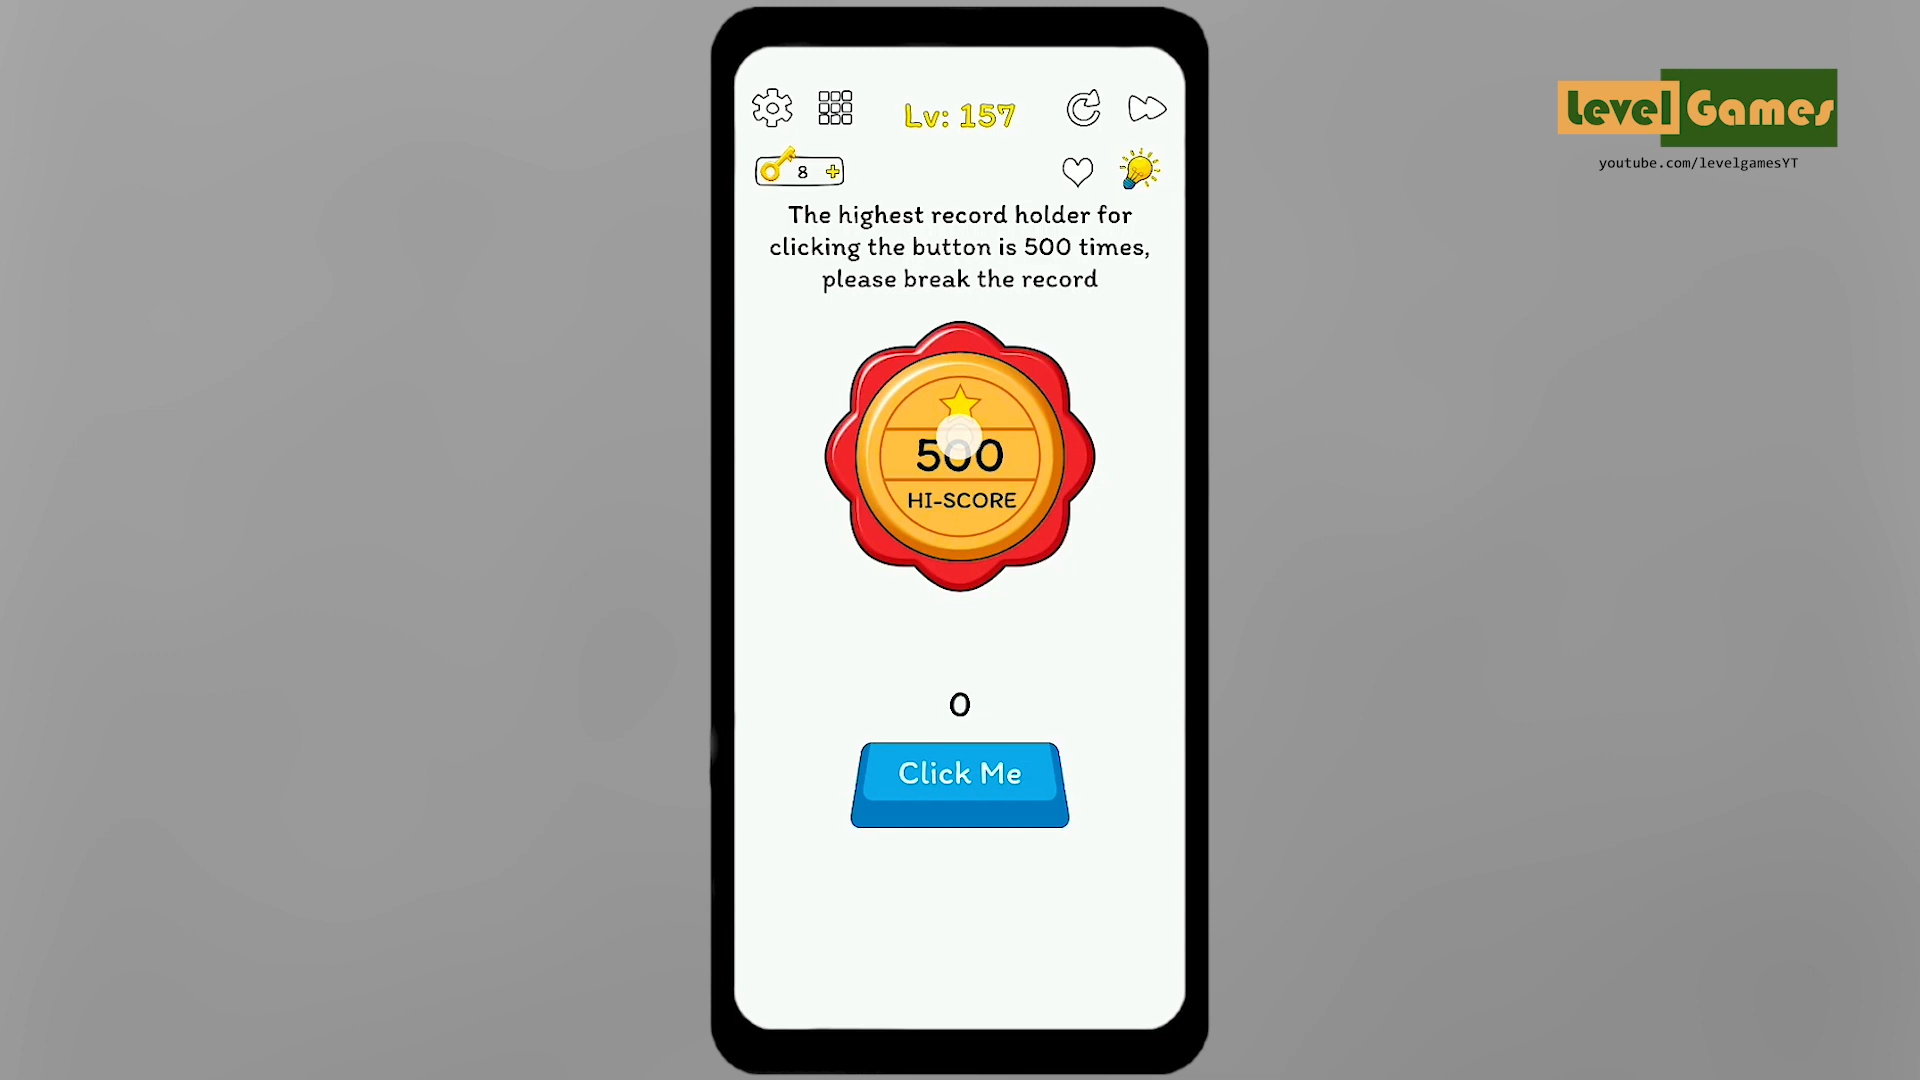 Level Games
youtube.com/levelgamesYT
Lv: 157
8 +
The highest record holder for
clicking the button is 500 times,
please break the record
500
HI-SCORE
0
Click Me